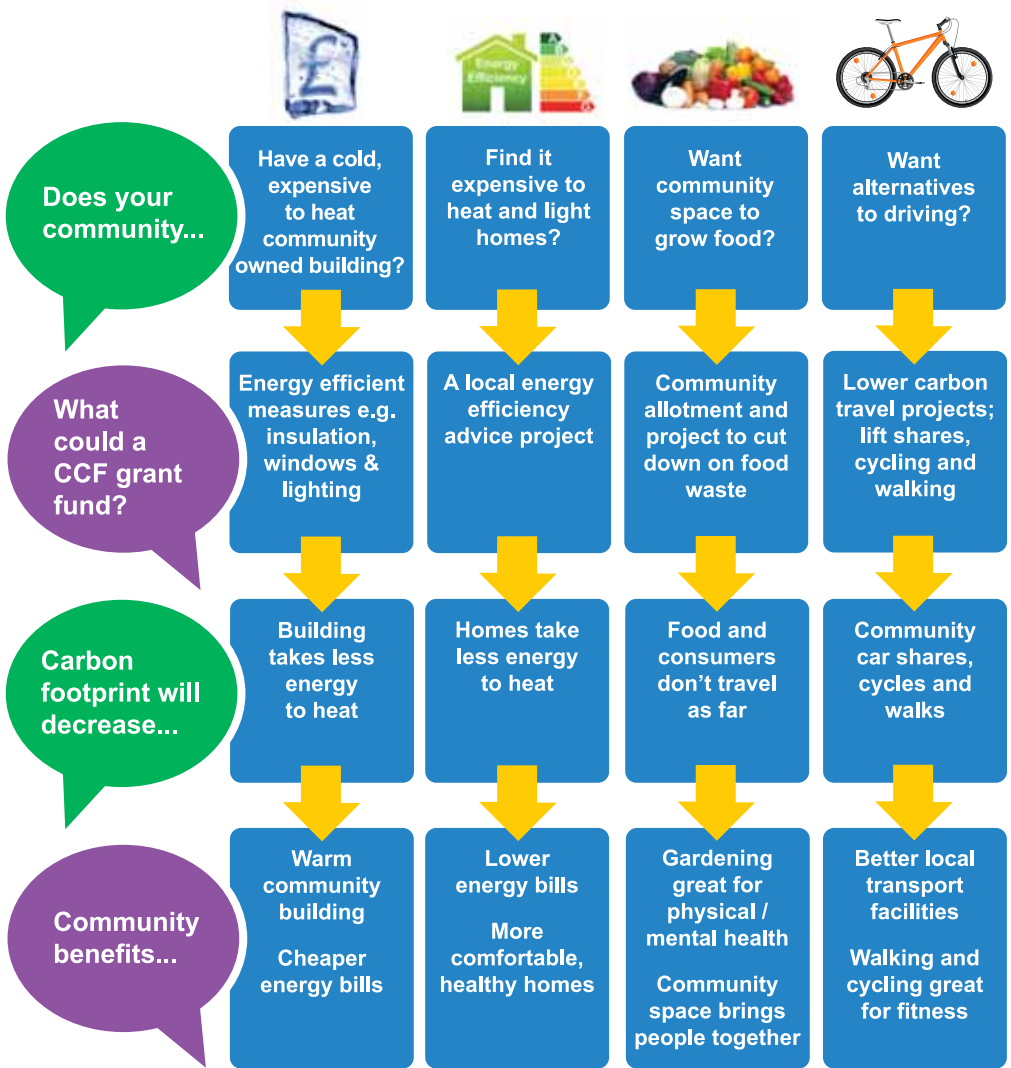 £
Energy
Efficiency
A
G
Does your
community...
Have a cold,
expensive
to heat
community
owned building?
Find it
expensive to
heat and light
homes?
Want
community
space to
grow food?
Want
alternatives
to driving?
What
could a
CCF grant
fund?
Energy efficient
measures e.g.
insulation,
windows &
lighting
A local energy
efficiency
advice project
Community
allotment and
project to cut
down on food
waste
Lower carbon
travel projects;
lift shares,
cycling and
walking
Carbon
footprint will
decrease...
Building
takes less
energy
to heat
Homes take
less energy
to heat
Food and
consumers
don’t travel
as far
Community
car shares,
cycles and
walks
Community
benefits...
Warm
community
building
Cheaper
energy bills
Lower
energy bills
More
comfortable,
healthy homes
Gardening
great for
physical /
mental health
Community
space brings
people together
Better local
transport
facilities
Walking and
cycling great
for fitness